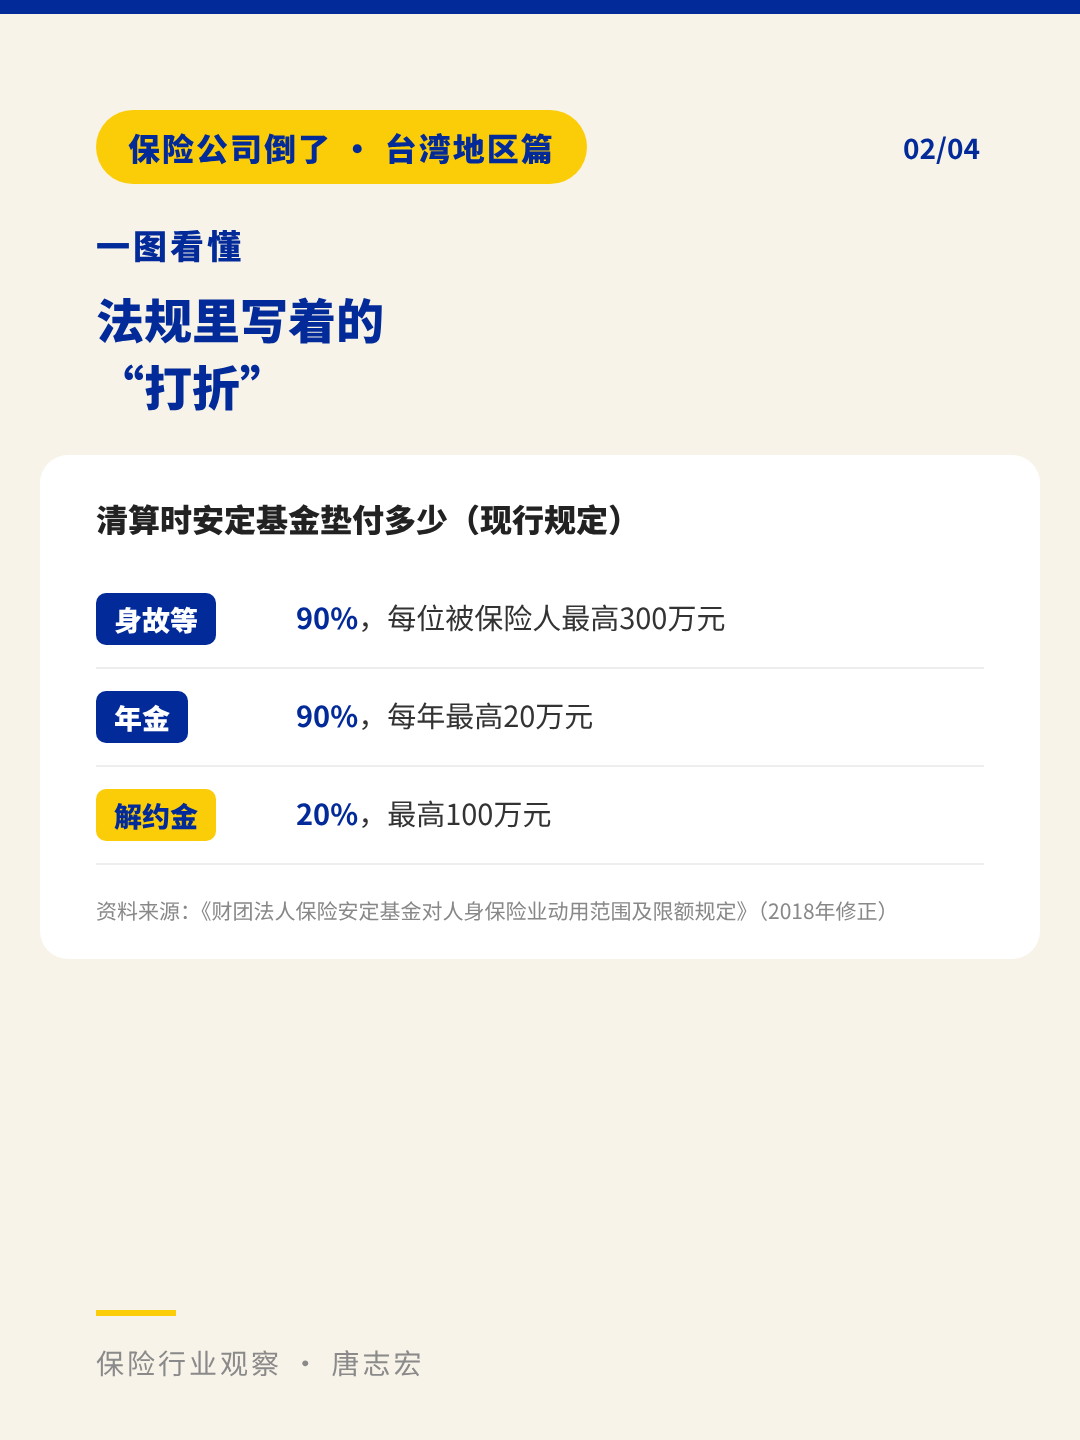 保险公司倒了 · 台湾地区篇
02/04
一图看懂
法规里写着的
“打折”
清算时安定基金垫付多少（现行规定）
身故等 90%，每位被保险人最高300万元
年金 90%，每年最高20万元
解约金 20%，最高100万元
资料来源：《财团法人保险安定基金对人身保险业动用范围及限额规定》（2018年修正）
保险行业观察 · 唐志宏